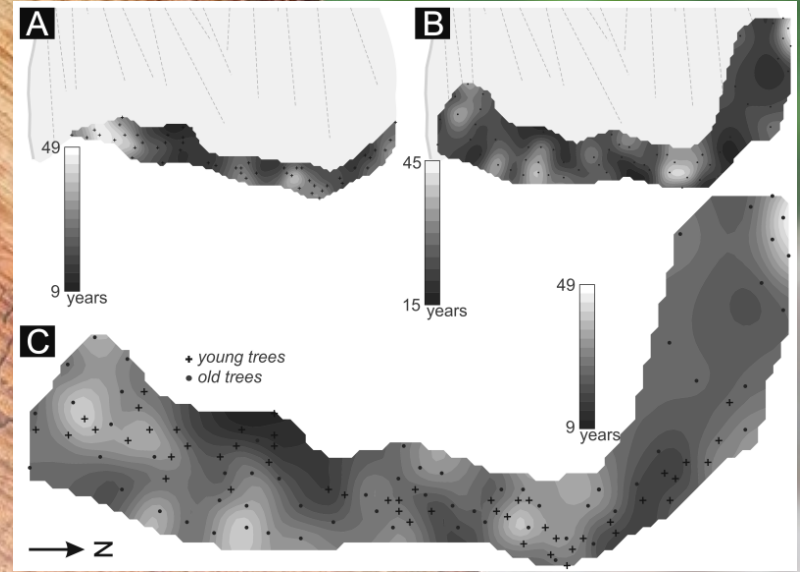 A
B
49
9
years
45
15
years
49
9
years
C
+ young trees
• old trees
N